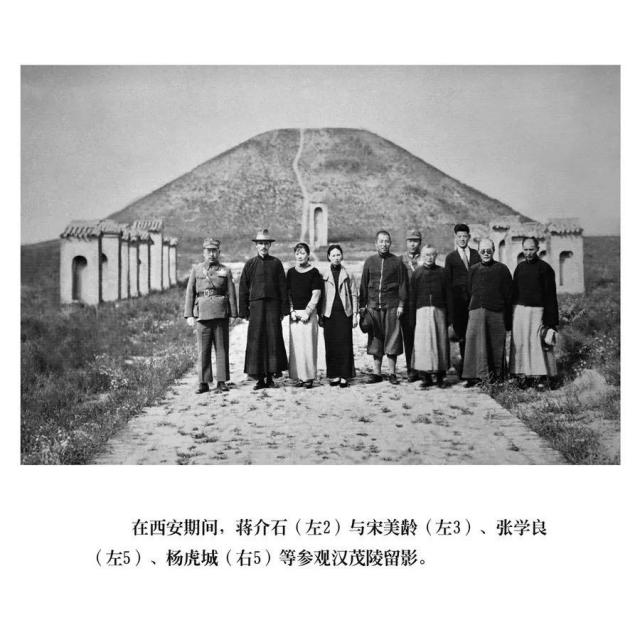 在西安期间，蒋介石（左2）与宋美龄（左3）、张学良
（左5）、杨虎城（右5）等参观汉茂陵留影。